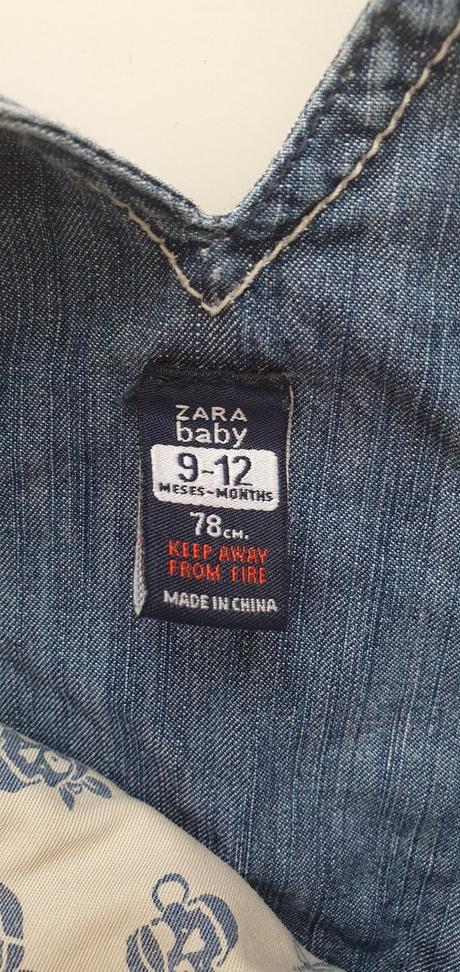 ZARA
baby
9-12
MESES-MONTHS
78CM.
KEEP AWAY
FROM FIRE
MADE IN CHINA